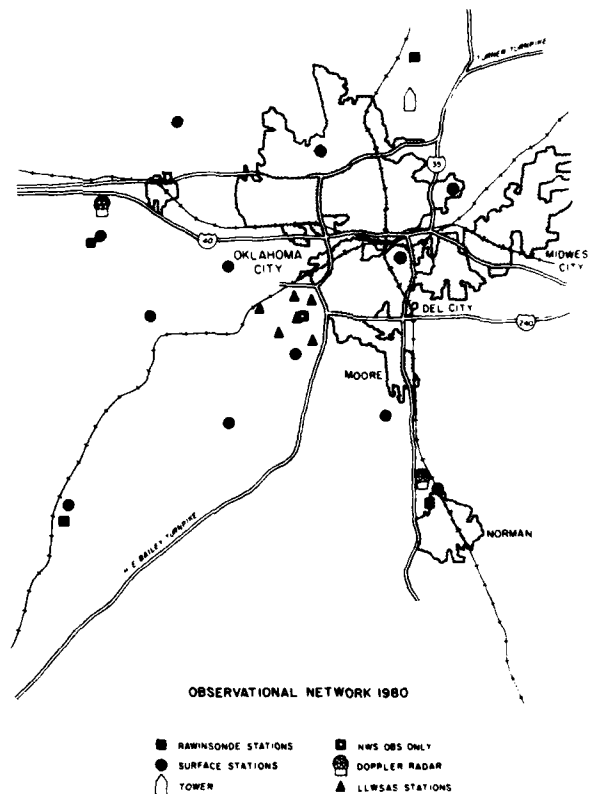 TURNER TURNPIKE
35
40
OKLAHOMA
CITY
MIDWES
CITY
DEL CITY
240
MOORE
H E BAILEY TURNPIKE
NORMAN
OBSERVATIONAL NETWORK 1980
RAWINSONDE STATIONS
NWS OBS ONLY
SURFACE STATIONS
DOPPLER RADAR
TOWER
LLWSAS STATIONS